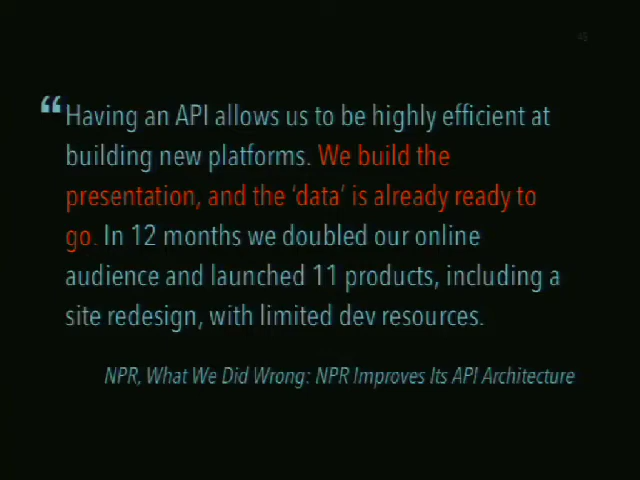 46
“Having an API allows us to be highly efficient at
building new platforms. We build the
presentation, and the ‘data’ is already ready to
go. In 12 months we doubled our online
audience and launched 11 products, including a
site redesign, with limited dev resources.
NPR, What We Did Wrong: NPR Improves Its API Architecture